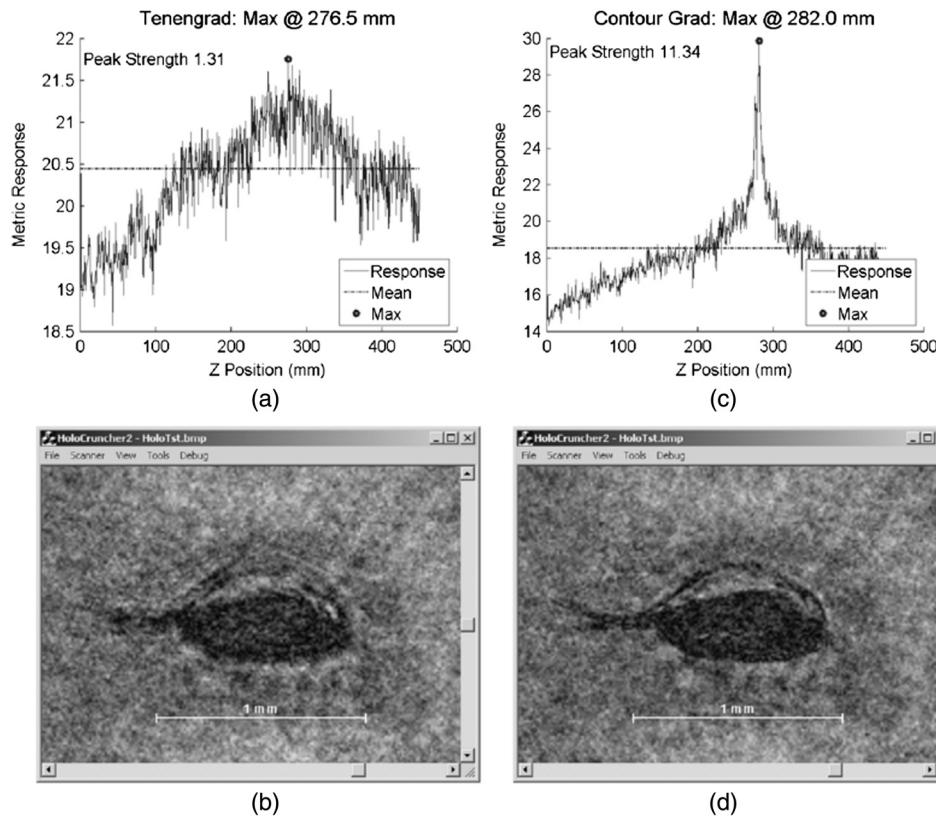 Tenengrad: Max @ 276.5 mm
22
21.5
21
20.5
20
19.5
19
18.5
Peak Strength 1.31
Metric Response
Response
Mean
Max
0
100
200
300
400
500
Z Position (mm)
(a)
Contour Grad: Max @ 282.0 mm
30
28
26
24
22
20
18
16
14
Peak Strength 11.34
Metric Response
Response
Mean
Max
0
100
200
300
400
500
Z Position (mm)
(c)
HoloCruncher2 - HoloTst.bmp
File Scanner View Tools Debug
1 mm
(b)
HoloCruncher2 - HoloTst.bmp
File Scanner View Tools Debug
1 mm
(d)